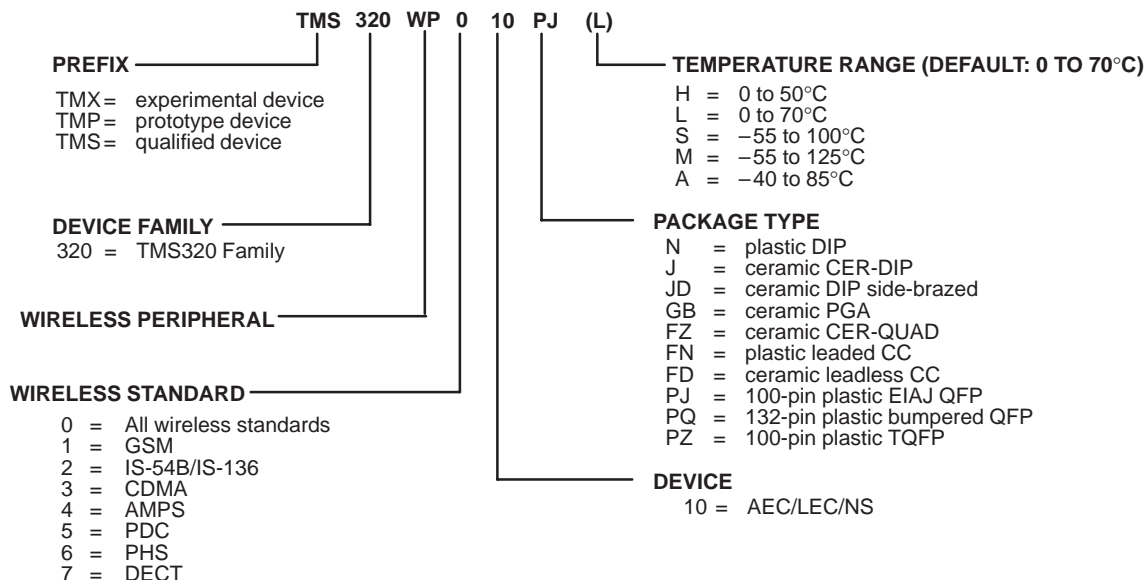 TMS 320 WP 0 10 PJ (L)
PREFIX
TMX = experimental device
TMP = prototype device
TMS = qualified device
DEVICE FAMILY
320 = TMS320 Family
WIRELESS PERIPHERAL
WIRELESS STANDARD
0 = All wireless standards
1 = GSM
2 = IS-54B/IS-136
3 = CDMA
4 = AMPS
5 = PDC
6 = PHS
7 = DECT
TEMPERATURE RANGE (DEFAULT: 0 TO 70°C)
H = 0 to 50°C
L = 0 to 70°C
S = −55 to 100°C
M = −55 to 125°C
A = −40 to 85°C
PACKAGE TYPE
N = plastic DIP
J = ceramic CER-DIP
JD = ceramic DIP side-brazed
GB = ceramic PGA
FZ = ceramic CER-QUAD
FN = plastic leaded CC
FD = ceramic leadless CC
PJ = 100-pin plastic EIAJ QFP
PQ = 132-pin plastic bumpered QFP
PZ = 100-pin plastic TQFP
DEVICE
10 = AEC/LEC/NS